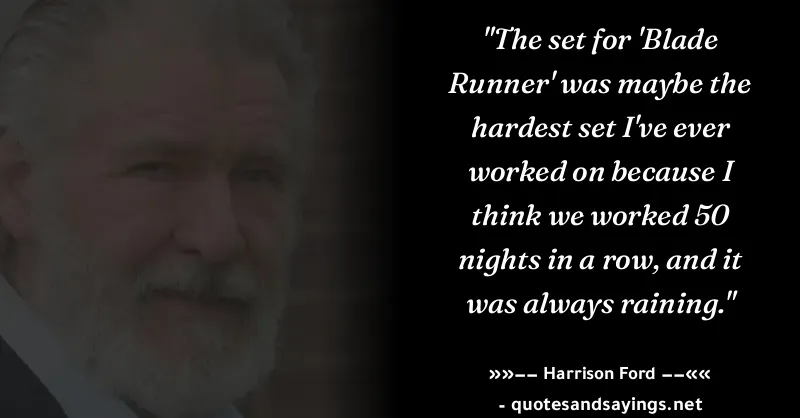 "The set for 'Blade
Runner' was maybe the
hardest set I've ever
worked on because I
think we worked 50
nights in a row, and it
was always raining."
»»–– Harrison Ford ––««
- quotesandsayings.net